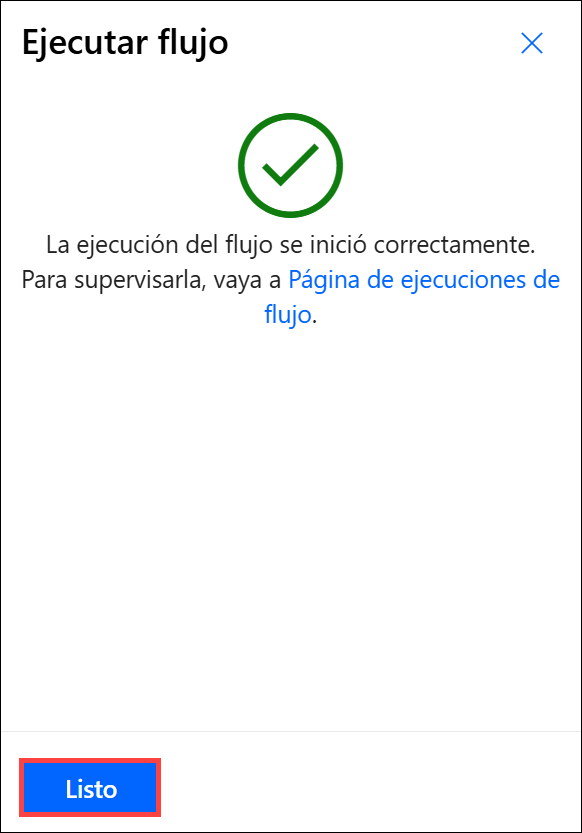 Ejecutar flujo
La ejecución del flujo se inició correctamente.
Para supervisarla, vaya a Página de ejecuciones de
flujo.
Listo